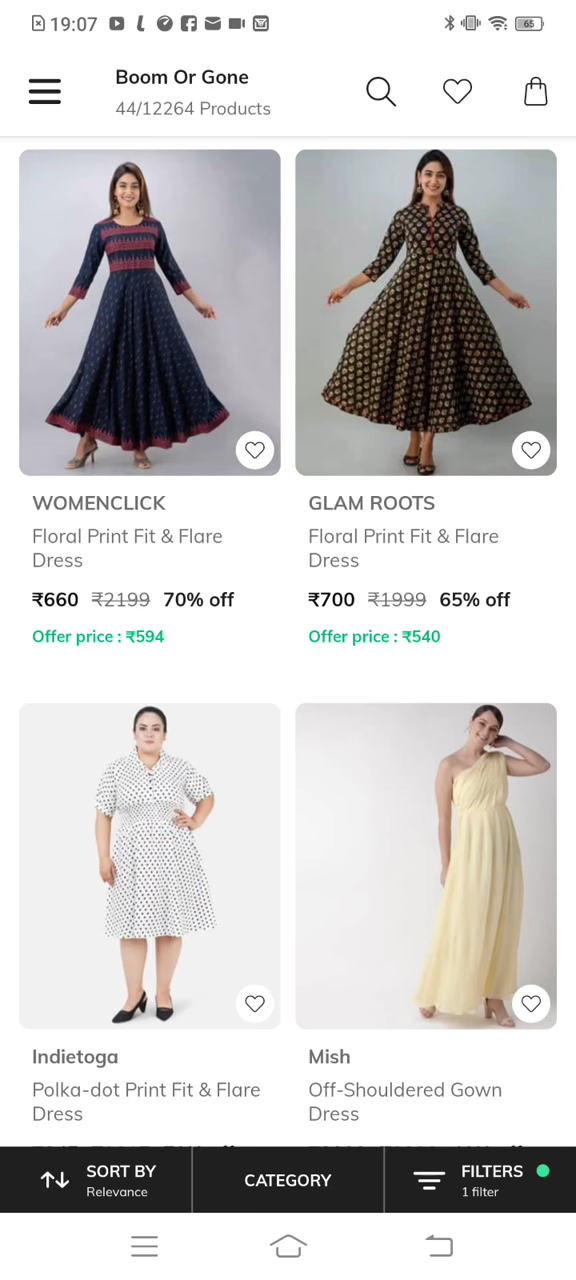 19:07
65
Boom Or Gone
44/12264 Products
WOMENCLICK
Floral Print Fit & Flare
Dress
₹660 ₹2199 70% off
Offer price : ₹594
GLAM ROOTS
Floral Print Fit & Flare
Dress
₹700 ₹1999 65% off
Offer price : ₹540
Indietoga
Polka-dot Print Fit & Flare
Dress
Mish
Off-Shouldered Gown
Dress
SORT BY
Relevance
CATEGORY
FILTERS
1 filter